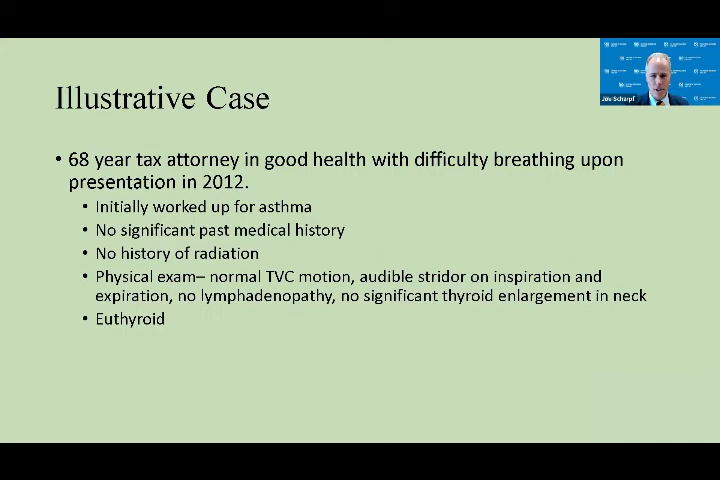 Joe Scharpf
Illustrative Case
• 68 year tax attorney in good health with difficulty breathing upon
presentation in 2012.
• Initially worked up for asthma
• No significant past medical history
• No history of radiation
• Physical exam– normal TVC motion, audible stridor on inspiration and
expiration, no lymphadenopathy, no significant thyroid enlargement in neck
• Euthyroid